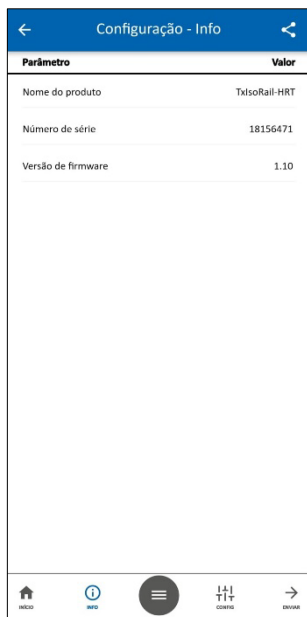 Configuração - Info
Parâmetro Valor
Nome do produto TxIsoRail-HRT
Número de série 18156471
Versão de firmware 1.10
INÍCIO INFO CONFIG ENVIAR